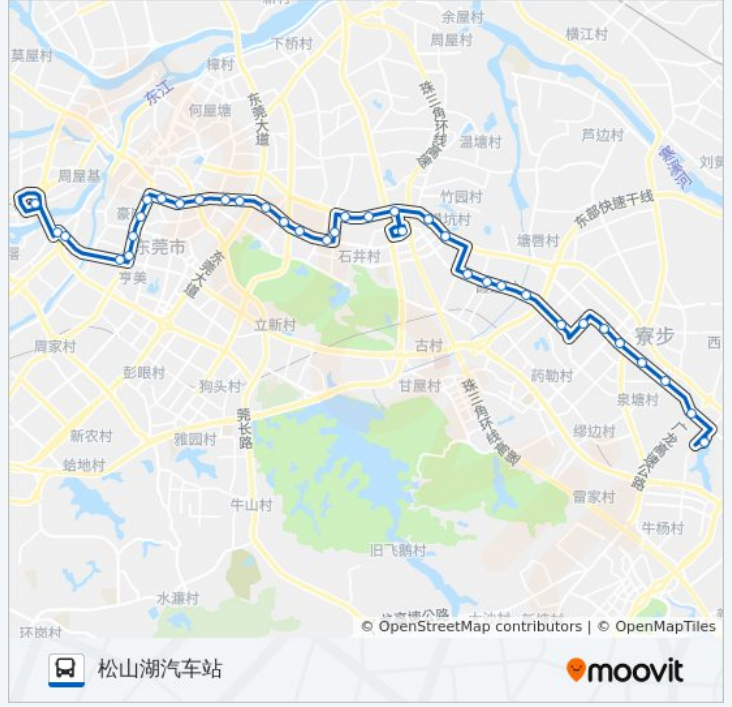 余屋村
莫屋村
下桥村
周屋村
横江村
樟村
东江
何屋塘
东莞大道
珠三角环线高速
温塘村
芦边村
寒溪河
周屋基
竹园村
东部快速干线
塘唇村
东莞市
石井村
亨美
东莞大道
立新村
寮步
西
周家村
古村
彭眼村
狗头村
甘屋村
药勒村
泉塘村
莞长路
珠三角环线高速
新农村
雅园村
缪边村
广龙高速公路
蛤地村
雷家村
牛山村
牛杨村
旧飞鹅村
水濂村
环岗村
© OpenStreetMap contributors | © OpenMapTiles
松山湖汽车站
moovit